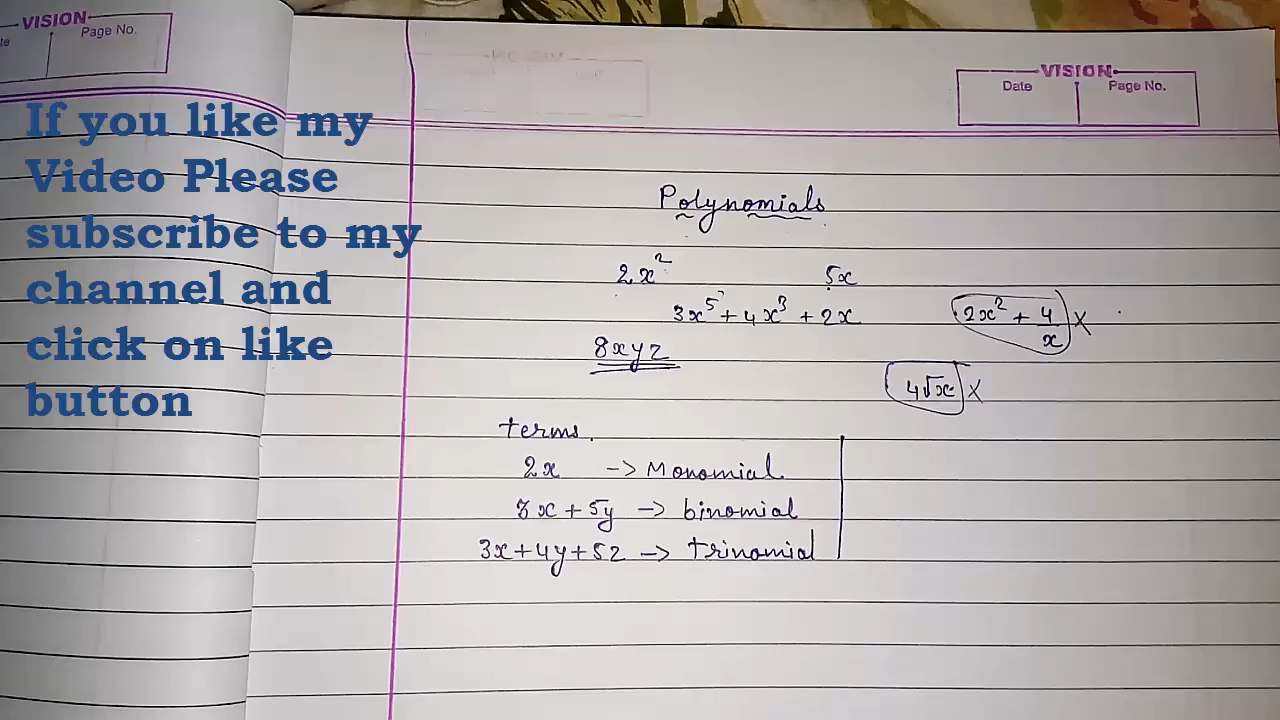 VISION
te Page No.
VISION
Date Page No.
If you like my
Video Please
subscribe to my
channel and
click on like
button
Polynomials
2x² 5x
3x⁵ + 4x³ + 2x 2x² + 4/x X
8xyz
4√x X
terms.
2x -> Monomial
8x + 5y -> binomial
3x+4y+5z -> trinomial